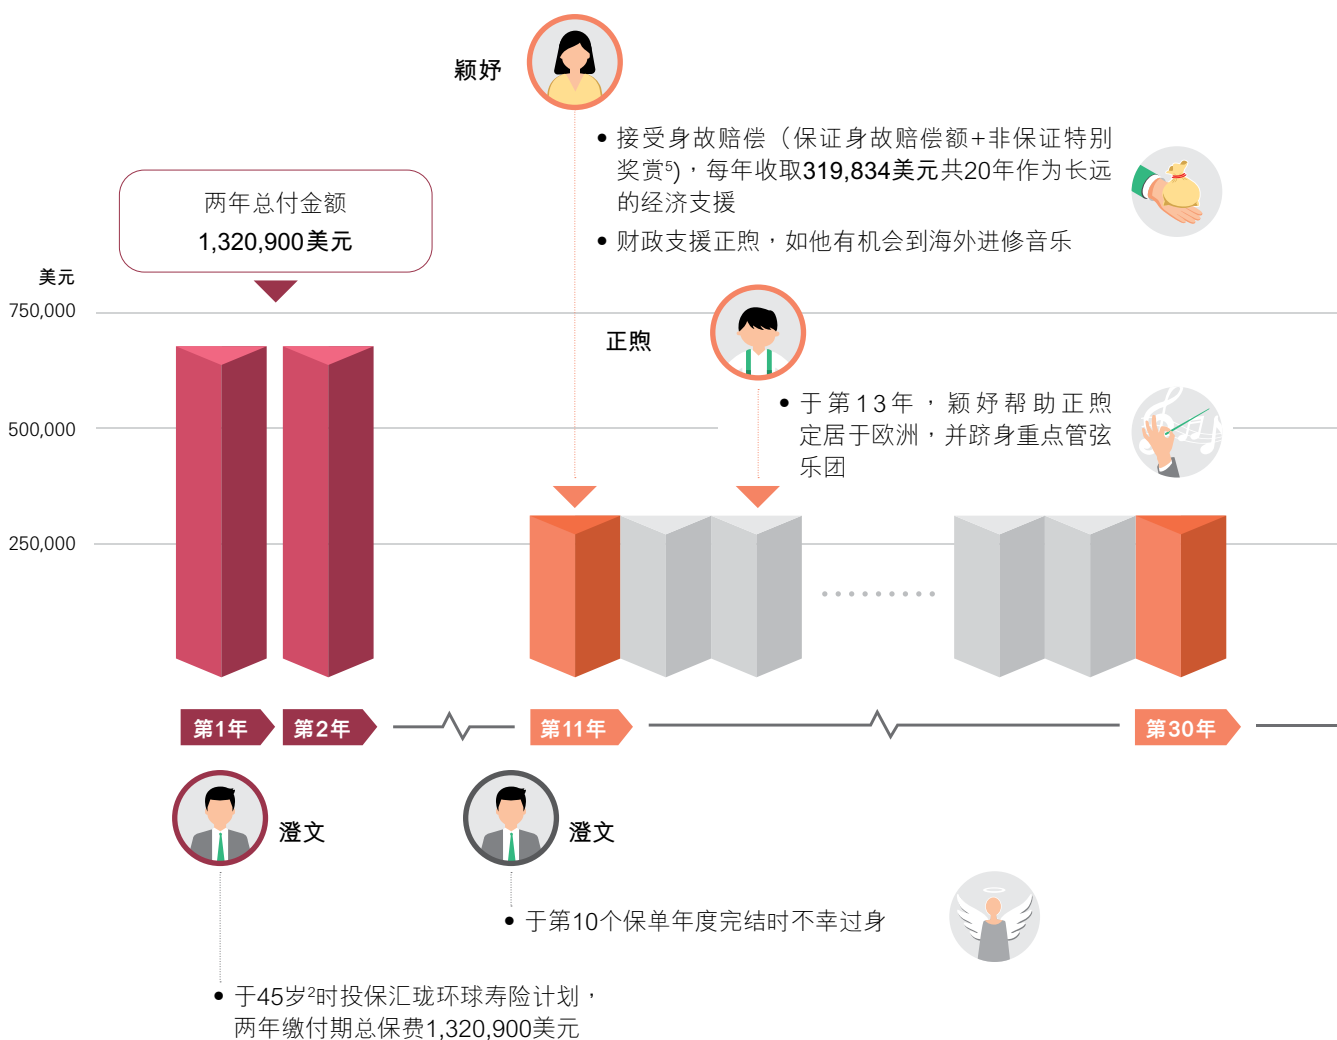 颖妤
接受身故赔偿（保证身故赔偿额+非保证特别
奖赏⁵)，每年收取319,834美元共20年作为长远
的经济支援
财政支援正煦，如他有机会到海外进修音乐
两年总付金额
1,320,900美元
美元
750,000
500,000
250,000
正煦
于第13年，颖妤帮助正煦
定居于欧洲，并跻身重点管弦
乐团
第1年
第2年
第11年
第30年
澄文
澄文
于第10个保单年度完结时不幸过身
于45岁²时投保汇珑环球寿险计划，
两年缴付期总保费1,320,900美元